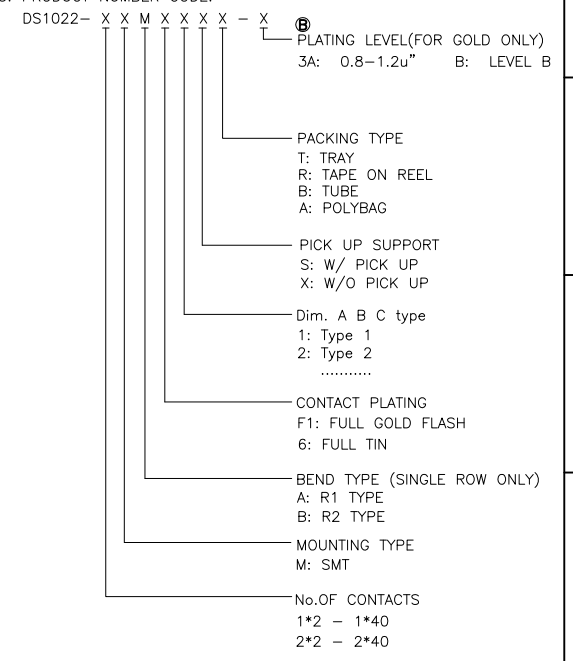 DS1022- X X M X X X X - X
B
PLATING LEVEL(FOR GOLD ONLY)
3A: 0.8-1.2u" B: LEVEL B
PACKING TYPE
T: TRAY
R: TAPE ON REEL
B: TUBE
A: POLYBAG
PICK UP SUPPORT
S: W/ PICK UP
X: W/O PICK UP
Dim. A B C type
1: Type 1
2: Type 2
...........
CONTACT PLATING
F1: FULL GOLD FLASH
6: FULL TIN
BEND TYPE (SINGLE ROW ONLY)
A: R1 TYPE
B: R2 TYPE
MOUNTING TYPE
M: SMT
No.OF CONTACTS
1*2 - 1*40
2*2 - 2*40